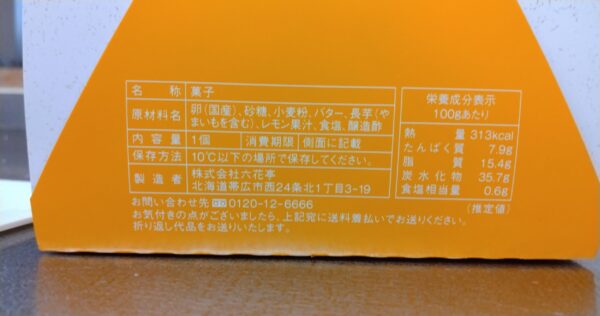 名 称 菓子
原材料名 卵(国産)、砂糖、小麦粉、バター、長芋(や
まいもを含む)、レモン果汁、食塩、醸造酢
内容量 1個 消費期限 側面に記載
保存方法 10℃以下の場所で保存してください。
製造者 株式会社六花亭
北海道帯広市西24条北1丁目3-19
お問い合わせ先 0120-12-6666
お気付きの点がございましたら、上記宛に送料着払いでお送りください。
折り返し代品をお送りいたします。
栄養成分表示
100gあたり
熱量 313kcal
たんぱく質 7.9g
脂質 15.4g
炭水化物 35.7g
食塩相当量 0.6g
(推定値)